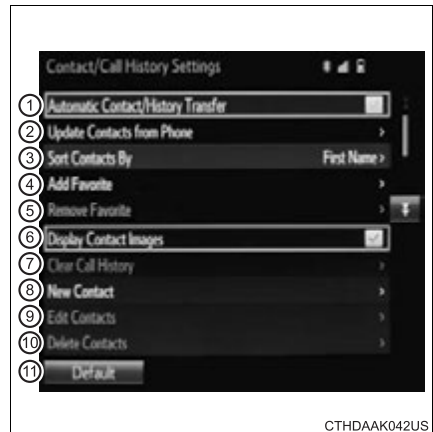 Contact/Call History Settings
1 Automatic Contact/History Transfer
2 Update Contacts from Phone >
3 Sort Contacts By First Name >
4 Add Favorite >
5 Remove Favorite >
6 Display Contact Images
7 Clear Call History >
8 New Contact >
9 Edit Contacts >
10 Delete Contacts >
11 Default
CTHDAAK042US